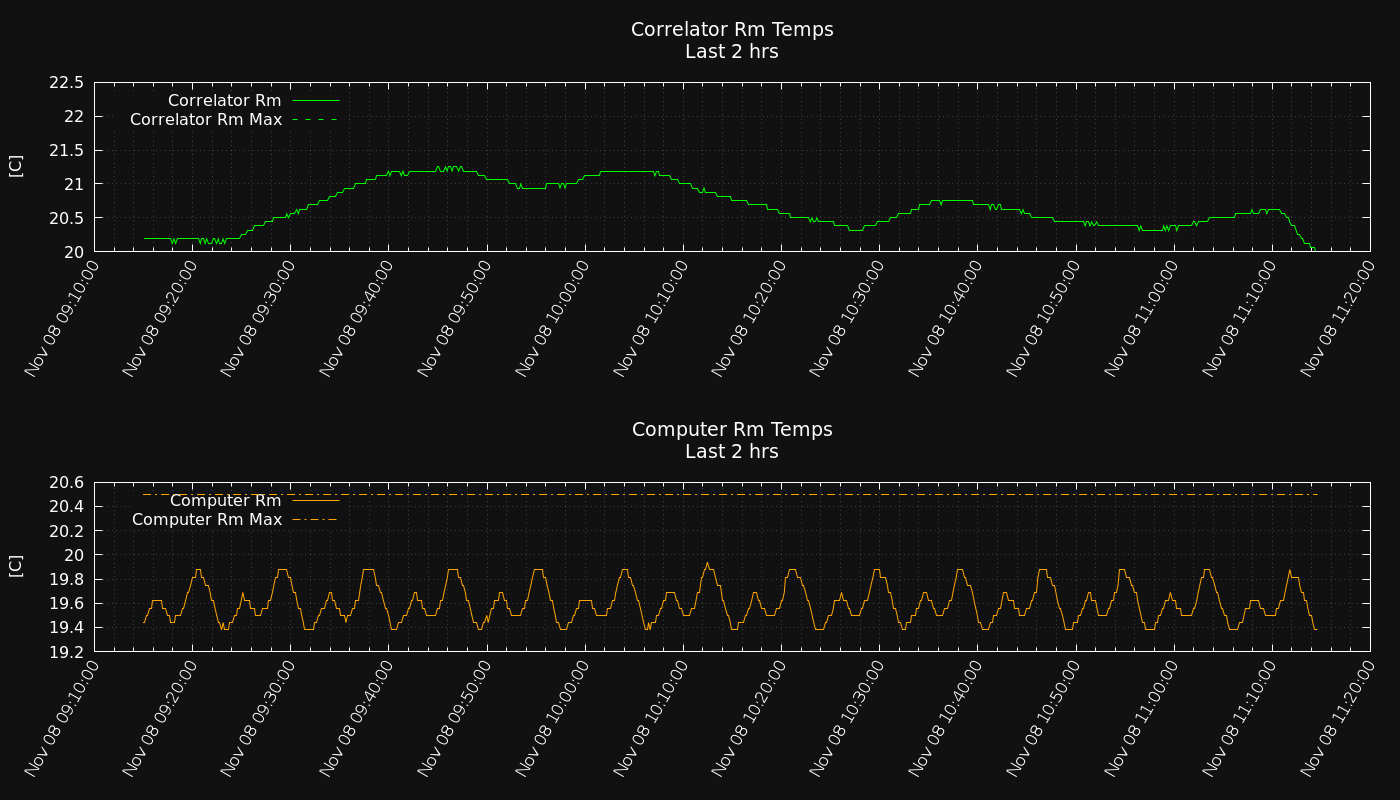 Correlator Rm Temps
Last 2 hrs
22.5
22
21.5
21
20.5
20
[C]
Correlator Rm
Correlator Rm Max
Nov 08 09:10:00
Nov 08 09:20:00
Nov 08 09:30:00
Nov 08 09:40:00
Nov 08 09:50:00
Nov 08 10:00:00
Nov 08 10:10:00
Nov 08 10:20:00
Nov 08 10:30:00
Nov 08 10:40:00
Nov 08 10:50:00
Nov 08 11:00:00
Nov 08 11:10:00
Nov 08 11:20:00
Computer Rm Temps
Last 2 hrs
20.6
20.4
20.2
20
19.8
19.6
19.4
19.2
[C]
Computer Rm
Computer Rm Max
Nov 08 09:10:00
Nov 08 09:20:00
Nov 08 09:30:00
Nov 08 09:40:00
Nov 08 09:50:00
Nov 08 10:00:00
Nov 08 10:10:00
Nov 08 10:20:00
Nov 08 10:30:00
Nov 08 10:40:00
Nov 08 10:50:00
Nov 08 11:00:00
Nov 08 11:10:00
Nov 08 11:20:00